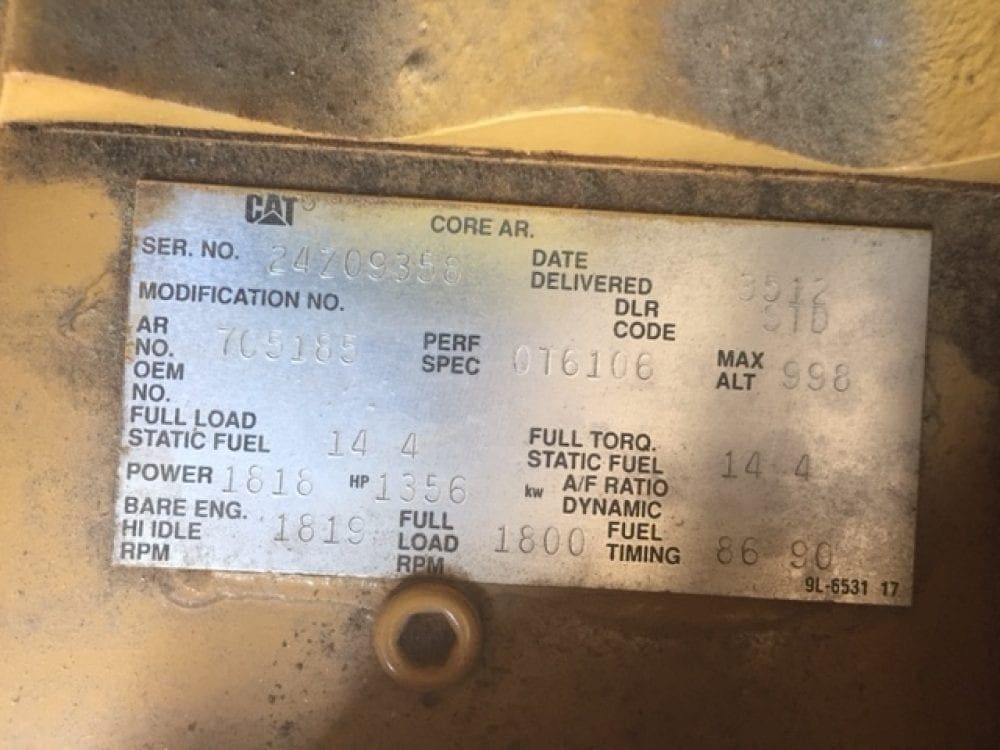 CAT
CORE AR.
SER. NO. 24Z09358
DATE
DELIVERED 3512
MODIFICATION NO.
DLR
CODE STD
AR
NO. 7C5185
PERF
SPEC 0T6106
MAX
ALT 998
OEM
NO.
FULL LOAD
STATIC FUEL 14 4
FULL TORQ.
STATIC FUEL 14 4
POWER 1818 HP 1356 kw
A/F RATIO
DYNAMIC
BARE ENG.
HI IDLE 1819
RPM
FULL
LOAD 1800
RPM
FUEL
TIMING 86 90
9L-6531 17